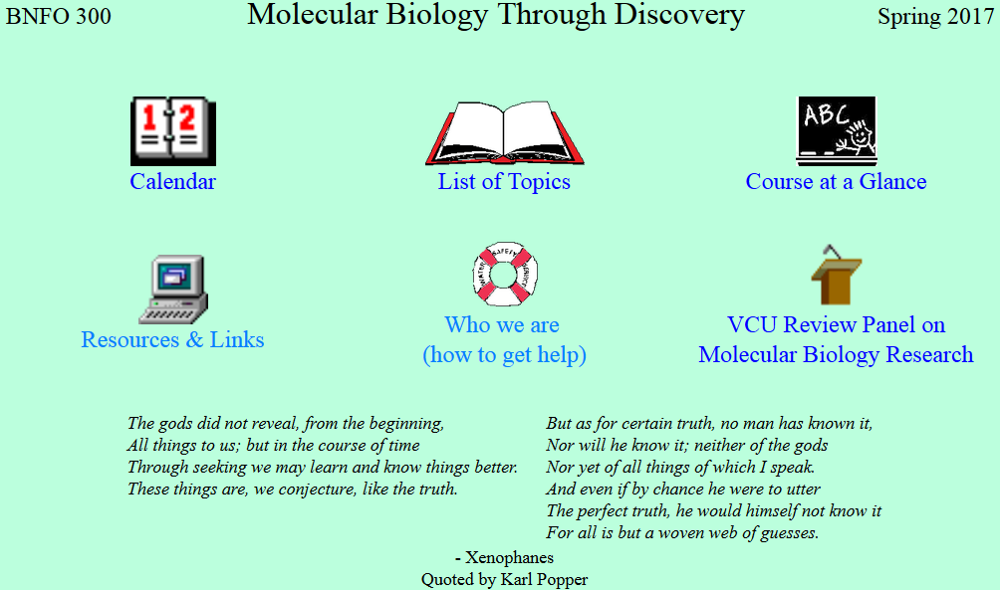 BNFO 300
Molecular Biology Through Discovery
Spring 2017
1 2
ABC
Calendar
List of Topics
Course at a Glance
WATER SAFETY SERVICE
Resources & Links
Who we are
(how to get help)
VCU Review Panel on
Molecular Biology Research
The gods did not reveal, from the beginning,
All things to us; but in the course of time
Through seeking we may learn and know things better.
These things are, we conjecture, like the truth.
But as for certain truth, no man has known it,
Nor will he know it; neither of the gods
Nor yet of all things of which I speak.
And even if by chance he were to utter
The perfect truth, he would himself not know it
For all is but a woven web of guesses.
- Xenophanes
Quoted by Karl Popper